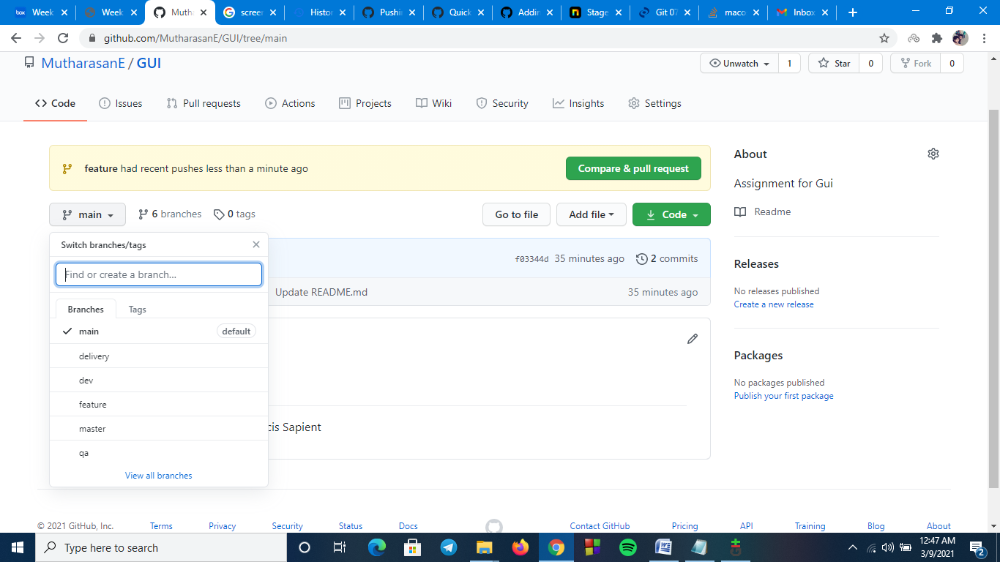 Week
Week
Mutha
screen
Histor
Pushin
Quick
Addin
Stage
Git 07
maco
Inbox
github.com/MutharasanE/GUI/tree/main
MutharasanE / GUI
Unwatch 1
Star 0
Fork 0
Code
Issues
Pull requests
Actions
Projects
Wiki
Security
Insights
Settings
feature had recent pushes less than a minute ago
Compare & pull request
main
6 branches
0 tags
Go to file
Add file
Code
Switch branches/tags
Find or create a branch...
Branches
Tags
main default
delivery
dev
feature
master
qa
View all branches
f03344d 35 minutes ago 2 commits
Update README.md 35 minutes ago
cis Sapient
About
Assignment for Gui
Readme
Releases
No releases published
Create a new release
Packages
No packages published
Publish your first package
© 2021 GitHub, Inc.
Terms
Privacy
Security
Status
Docs
Contact GitHub
Pricing
API
Training
Blog
About
Type here to search
12:47 AM
3/9/2021
2